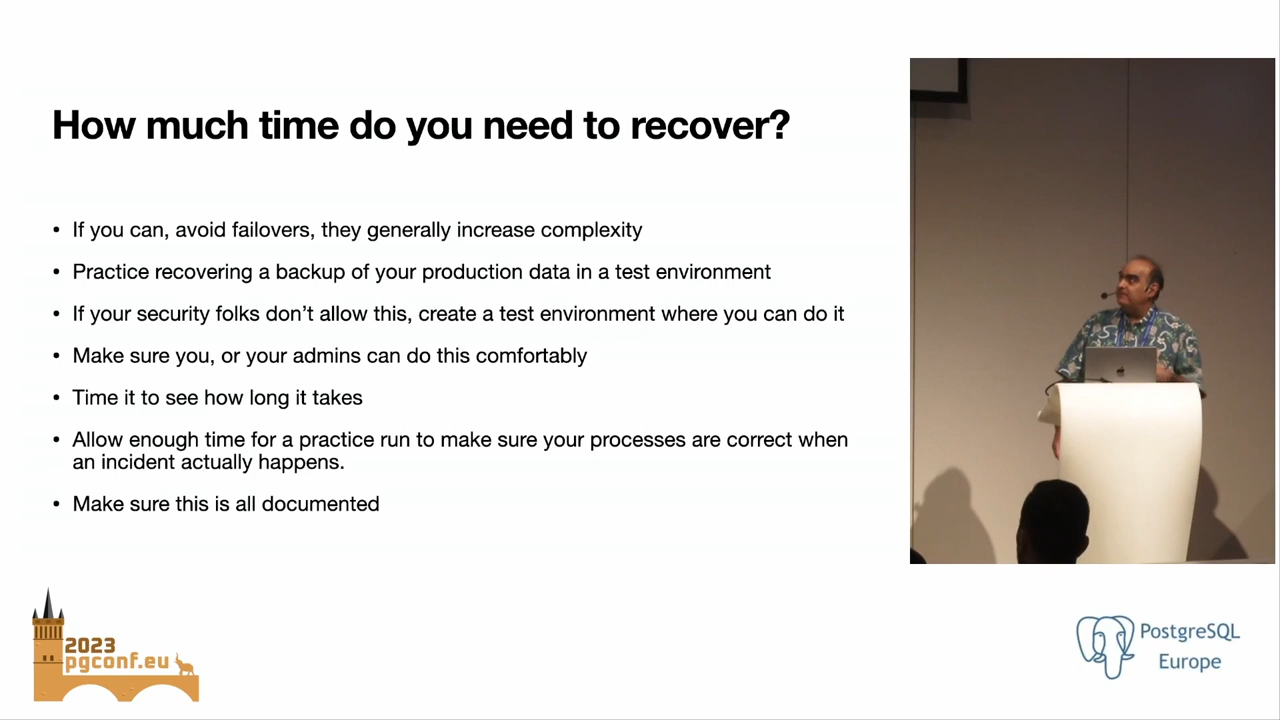 How much time do you need to recover?
• If you can, avoid failovers, they generally increase complexity
• Practice recovering a backup of your production data in a test environment
• If your security folks don’t allow this, create a test environment where you can do it
• Make sure you, or your admins can do this comfortably
• Time it to see how long it takes
• Allow enough time for a practice run to make sure your processes are correct when
an incident actually happens.
• Make sure this is all documented
2023
pgconf.eu
PostgreSQL
Europe